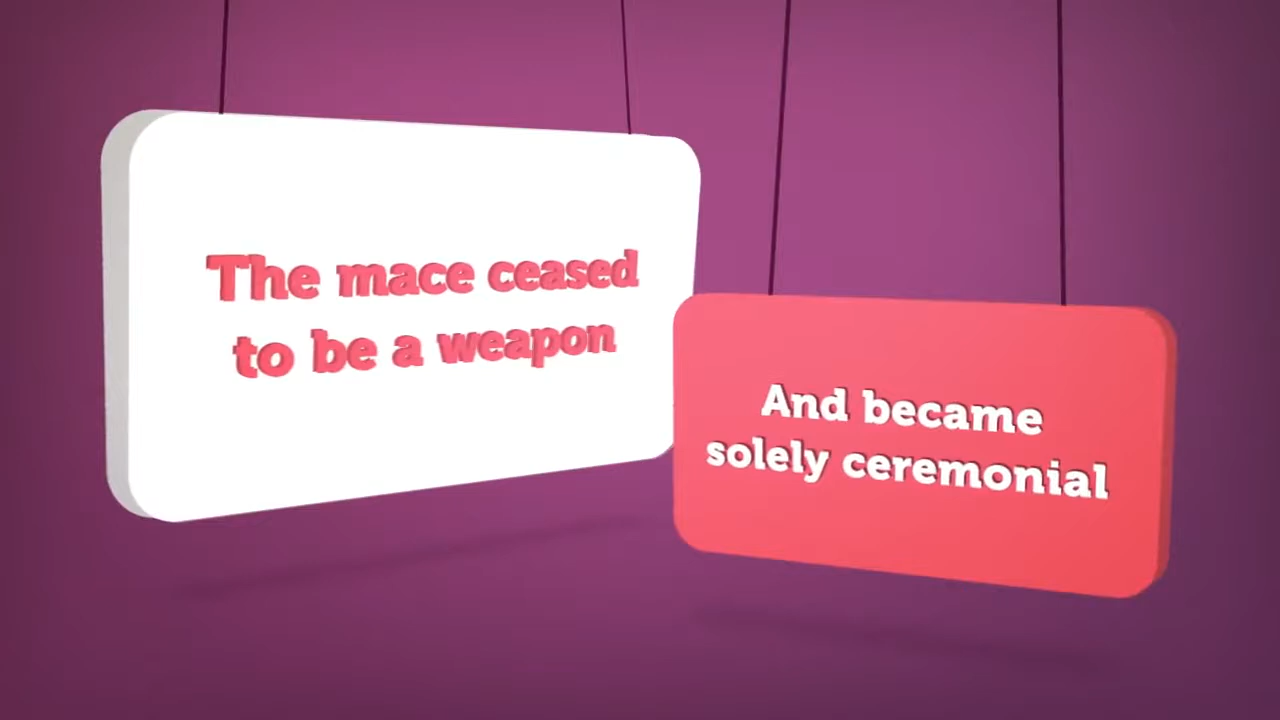 The mace ceased
to be a weapon
And became
solely ceremonial